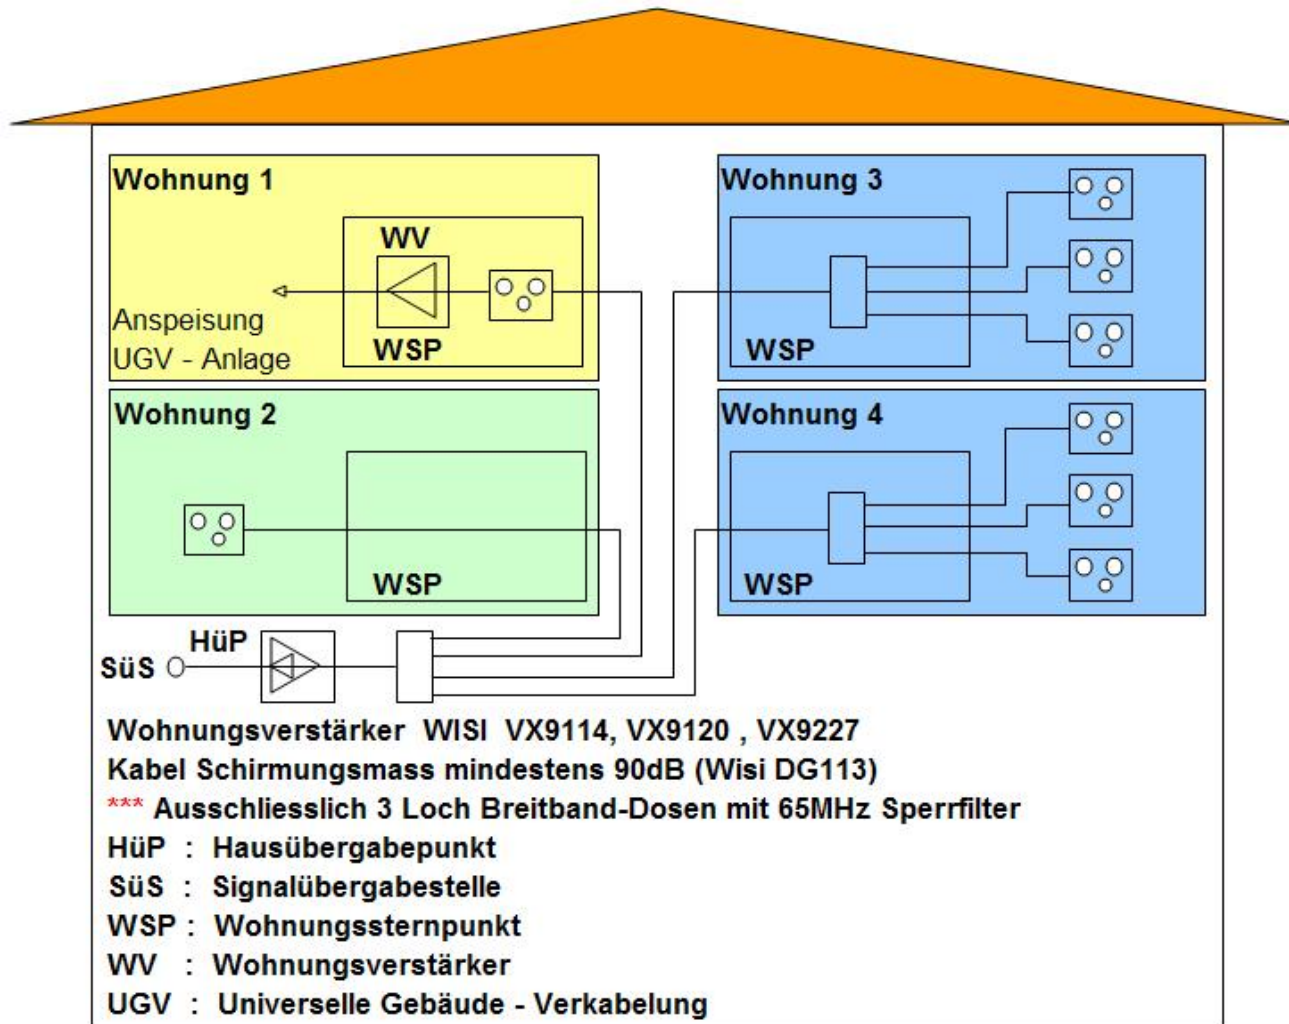 Wohnung 1
WV
WSP
Anspeisung
UGV - Anlage
Wohnung 3
WSP
Wohnung 2
WSP
Wohnung 4
WSP
HüP
SüS
Wohnungsverstärker WISI VX9114, VX9120 , VX9227
Kabel Schirmungsmass mindestens 90dB (Wisi DG113)
*** Ausschliesslich 3 Loch Breitband-Dosen mit 65MHz Sperrfilter
HüP : Hausübergabepunkt
SüS : Signalübergabestelle
WSP : Wohnungssternpunkt
WV : Wohnungsverstärker
UGV : Universelle Gebäude - Verkabelung